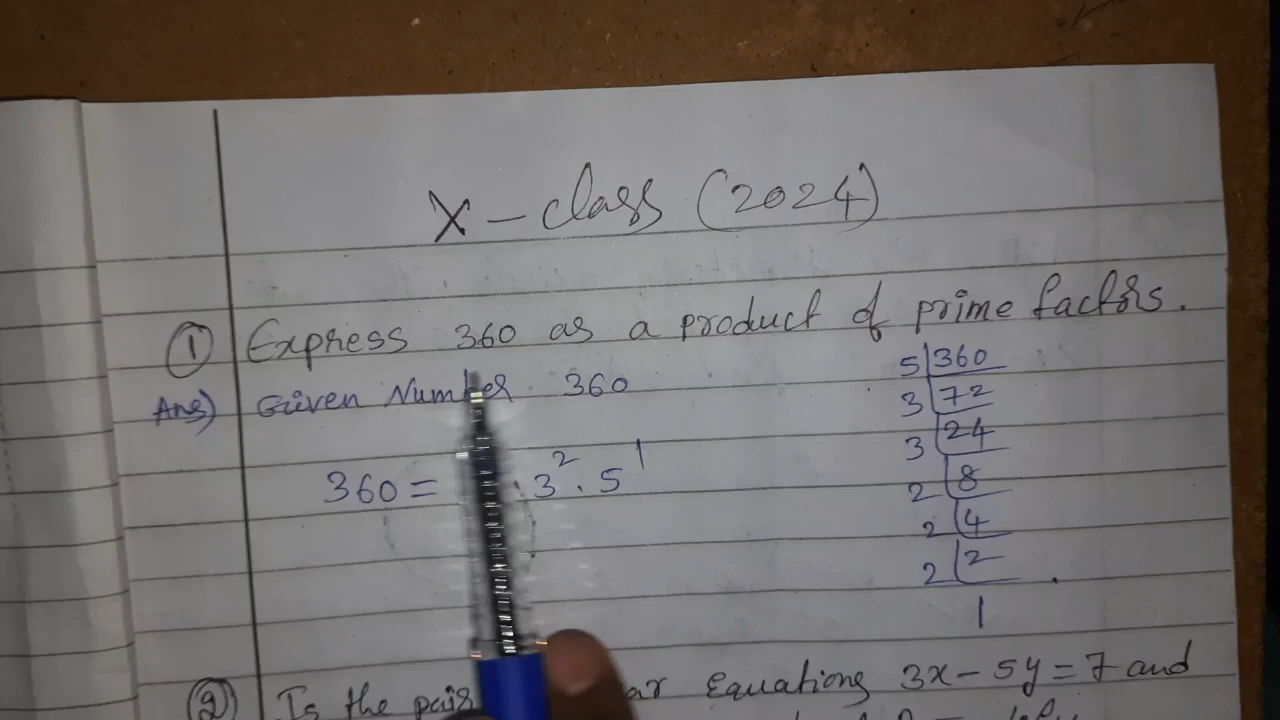 X - class (2024)
① Express 360 as a product of prime factors.
Ans) Given Number 360
360 = . 3² . 5¹
5 | 360
3 | 72
3 | 24
2 | 8
2 | 4
2 | 2
1
② Is the pair Equations 3x - 5y = 7 and